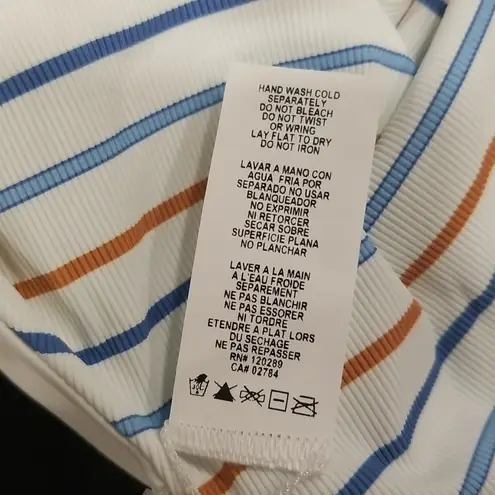 HAND WASH COLD
SEPARATELY
DO NOT BLEACH
DO NOT TWIST
OR WRING
LAY FLAT TO DRY
DO NOT IRON
LAVAR A MANO CON
AGUA FRIA POR
SEPARADO NO USAR
BLANQUEADOR
NO EXPRIMIR
NI RETORCER
SECAR SOBRE
SUPERFICIE PLANA
NO PLANCHAR
LAVER A LA MAIN
A L'EAU FROIDE
SEPAREMENT
NE PAS BLANCHIR
NE PAS ESSORER
NI TORDRE
ETENDRE A PLAT LORS
DU SECHAGE
NE PAS REPASSER
RN# 120289
CA# 02784